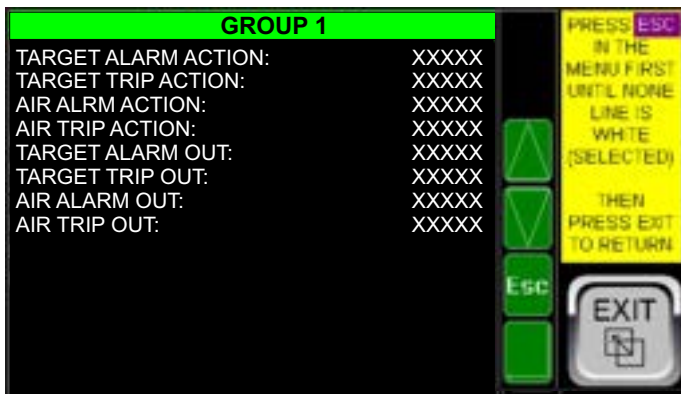 GROUP 1
TARGET ALARM ACTION: XXXXX
TARGET TRIP ACTION: XXXXX
AIR ALRM ACTION: XXXXX
AIR TRIP ACTION: XXXXX
TARGET ALARM OUT: XXXXX
TARGET TRIP OUT: XXXXX
AIR ALARM OUT: XXXXX
AIR TRIP OUT: XXXXX
Esc
PRESS ESC
IN THE
MENU FIRST
UNTIL NONE
LINE IS
WHITE
(SELECTED)
THEN
PRESS EXIT
TO RETURN
EXIT